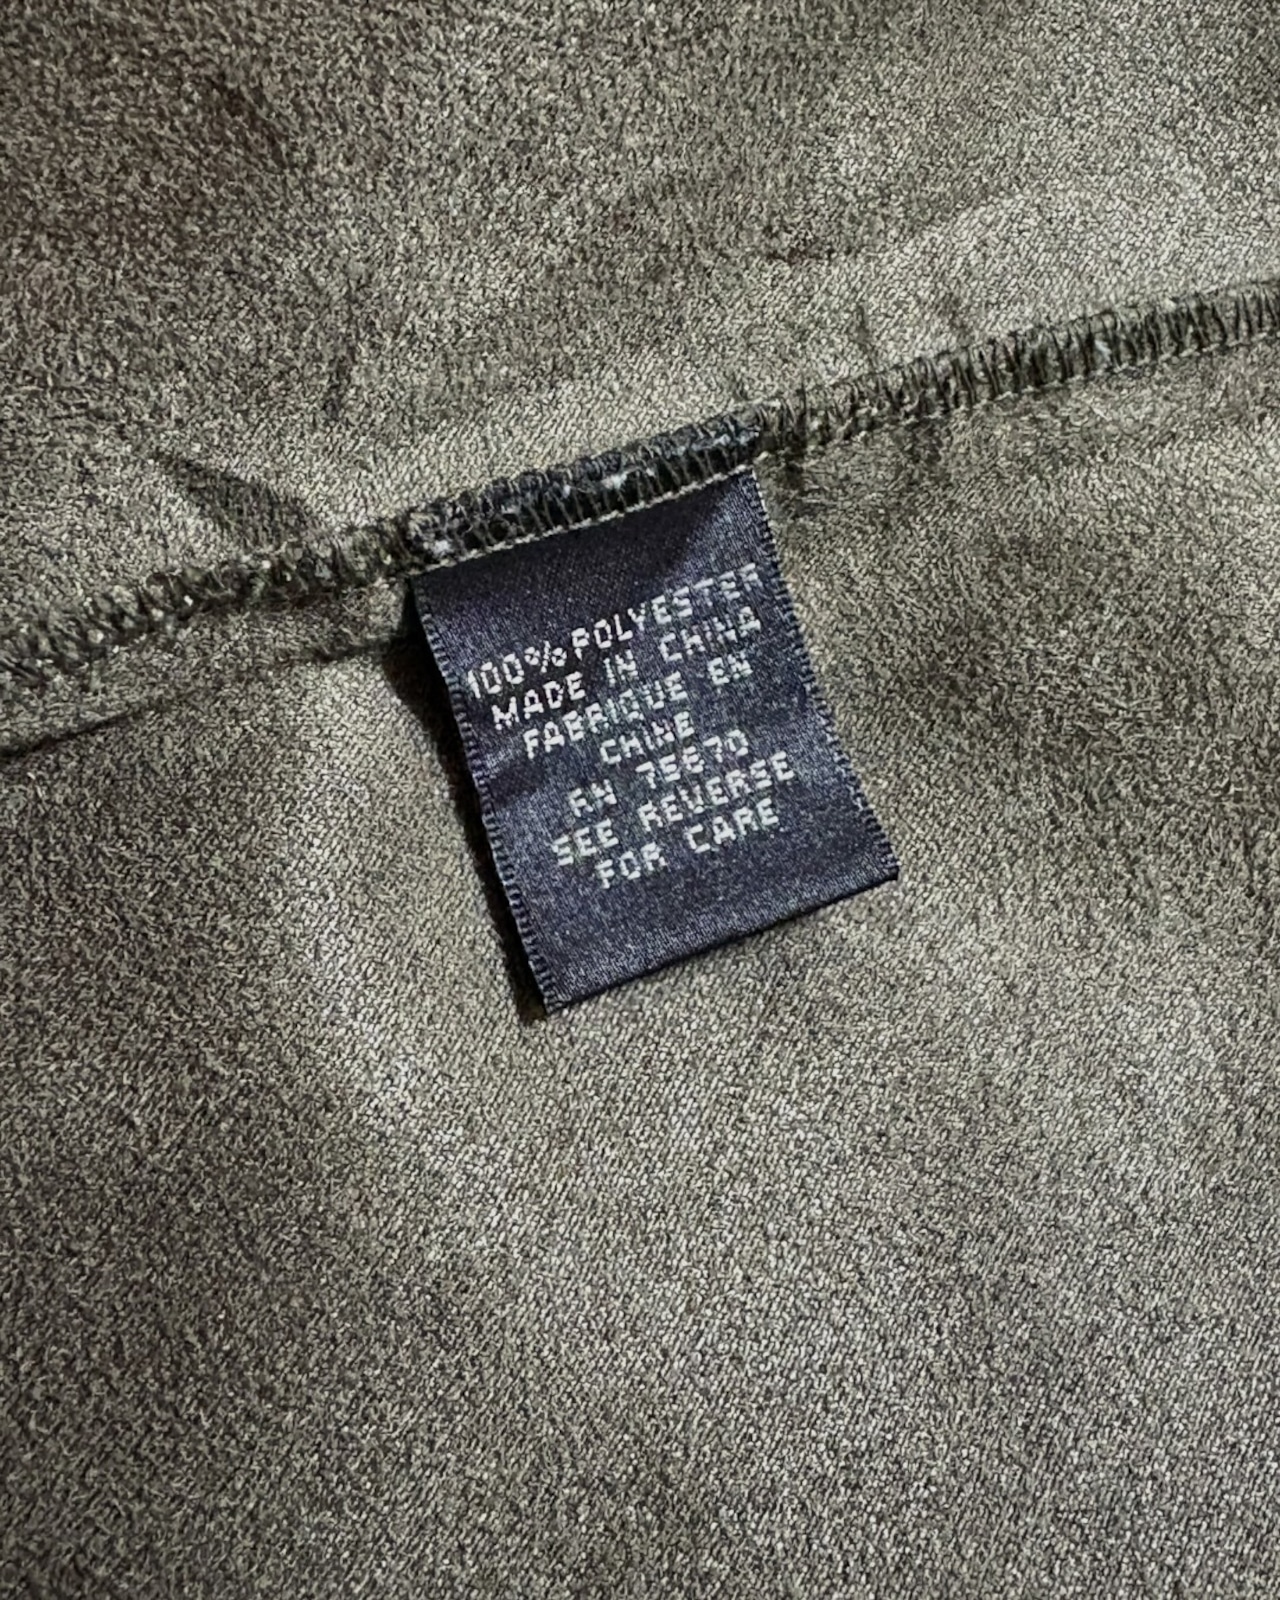 100% POLYESTER
MADE IN CHINA
FABRIQUE EN
CHINE
RN 75670
SEE REVERSE
FOR CARE